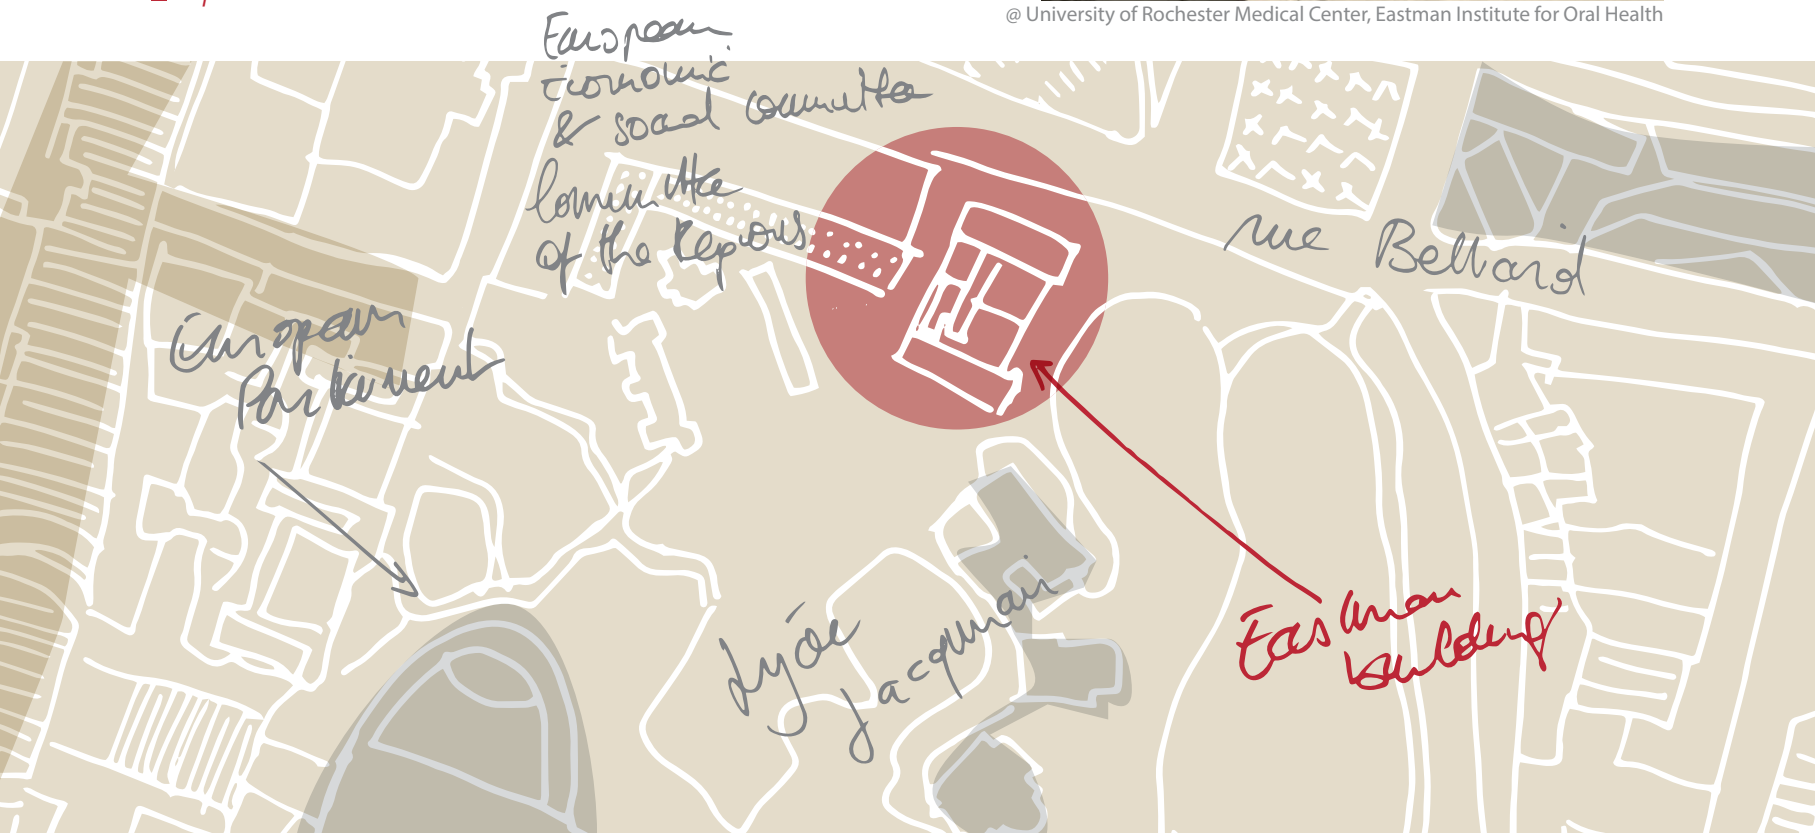 @ University of Rochester Medical Center, Eastman Institute for Oral Health
European
Economic
& social committee
Committee
of the Regions
rue Belliard
European
Parliament
Lycée
Jacqmain
Eastman
building